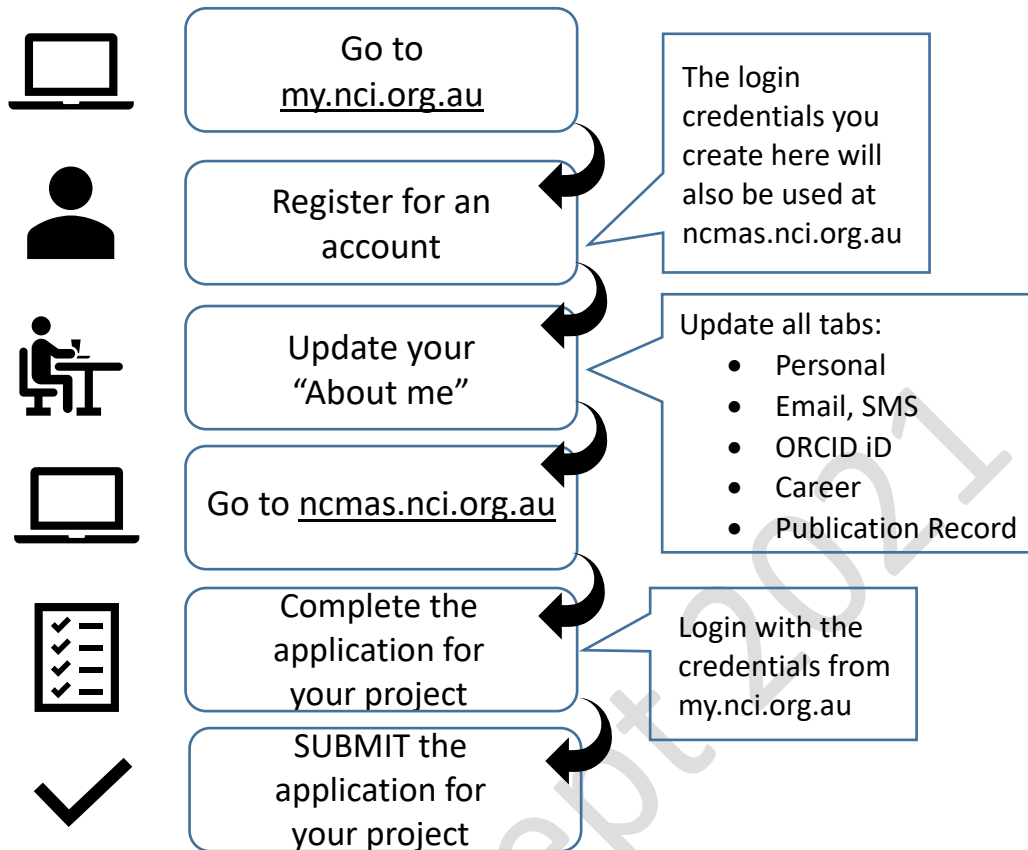 Go to
my.nci.org.au
The login
credentials you
create here will
also be used at
ncmas.nci.org.au
Register for an
account
Update your
“About me”
Update all tabs:
• Personal
• Email, SMS
• ORCID iD
• Career
• Publication Record
Go to ncmas.nci.org.au
Complete the
application for
your project
Login with the
credentials from
my.nci.org.au
SUBMIT the
application for
your project
ept 2021